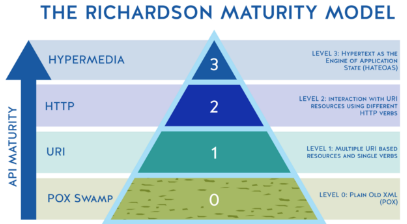 THE RICHARDSON MATURITY MODEL
API MATURITY
HYPERMEDIA
3
LEVEL 3: HYPERTEXT AS THE
ENGINE OF APPLICATION
STATE (HATEOAS)
HTTP
2
LEVEL 2: INTERACTION WITH URI
RESOURCES USING DIFFERENT
HTTP VERBS
URI
1
LEVEL 1: MULTIPLE URI BASED
RESOURCES AND SINGLE VERBS
POX SWAMP
0
LEVEL 0: PLAIN OLD XML
(POX)